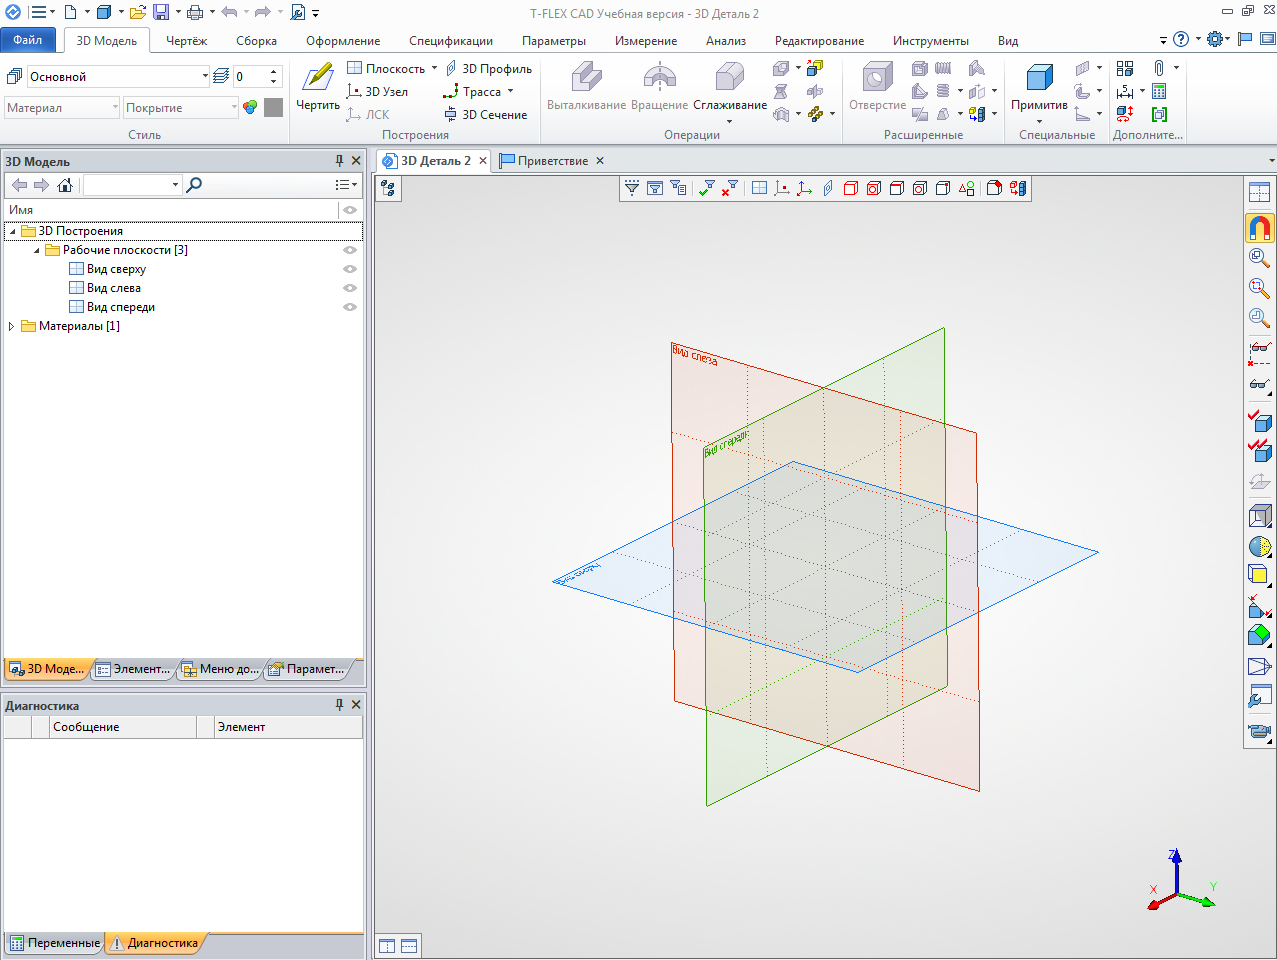 T-FLEX CAD Учебная версия - 3D Деталь 2
Файл 3D Модель Чертёж Сборка Оформление Спецификации Параметры Измерение Анализ Редактирование Инструменты Вид
Основной 0
Материал Покрытие
Стиль
Чертить
Плоскость 3D Профиль
3D Узел Трасса
ЛСК 3D Сечение
Построения
Выталкивание Вращение Сглаживание
Операции
Отверстие
Расширенные
Примитив
Специальные
Дополните...
3D Модель
Имя
3D Построения
Рабочие плоскости [3]
Вид сверху
Вид слева
Вид спереди
Материалы [1]
3D Моде... Элемент... Меню до... Парамет...
Диагностика
Сообщение Элемент
Переменные Диагностика
3D Деталь 2 Приветствие
Вид слева
Вид спереди
Вид сверху
Z
X
Y